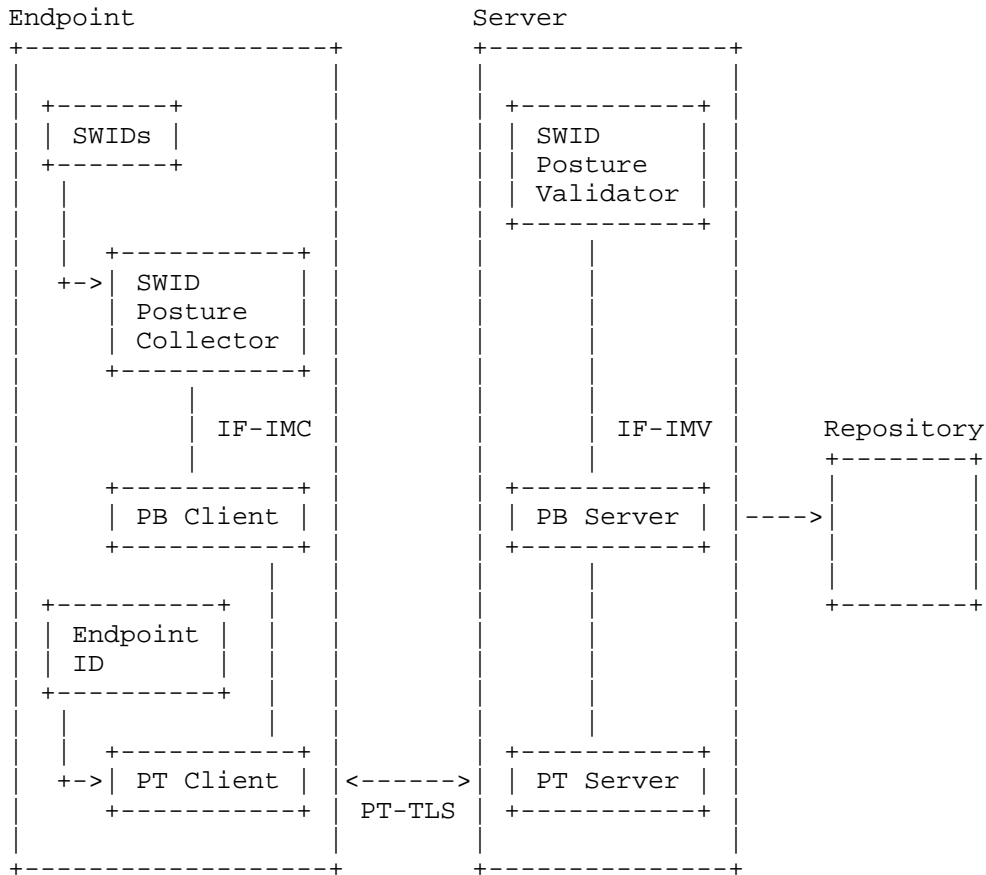 Endpoint Server
SWIDs SWID
Posture
Validator
SWID
Posture
Collector
IF-IMC IF-IMV Repository
PB Client PB Server
Endpoint
ID
PT Client PT Server
PT-TLS